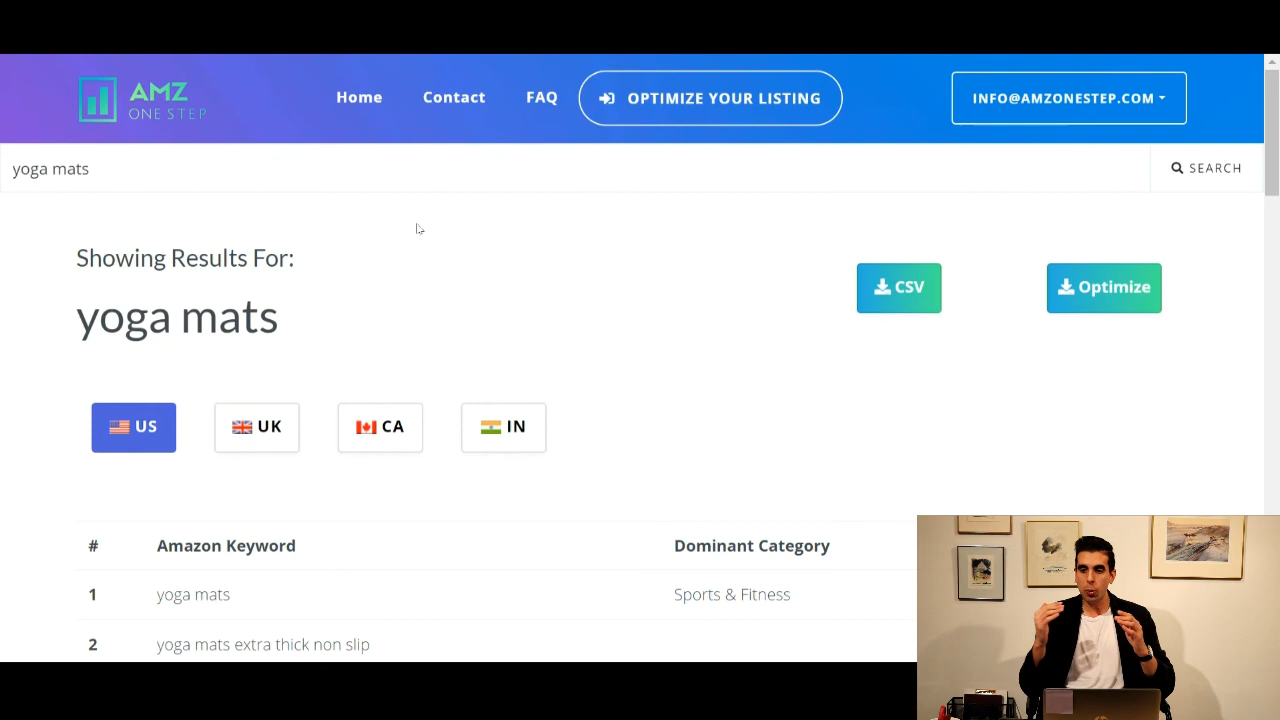 AMZ
ONE STEP
Home
Contact
FAQ
OPTIMIZE YOUR LISTING
INFO@AMZONESTEP.COM
yoga mats
SEARCH
Showing Results For:
yoga mats
CSV
Optimize
US
UK
CA
IN
# Amazon Keyword Dominant Category
1 yoga mats Sports & Fitness
2 yoga mats extra thick non slip